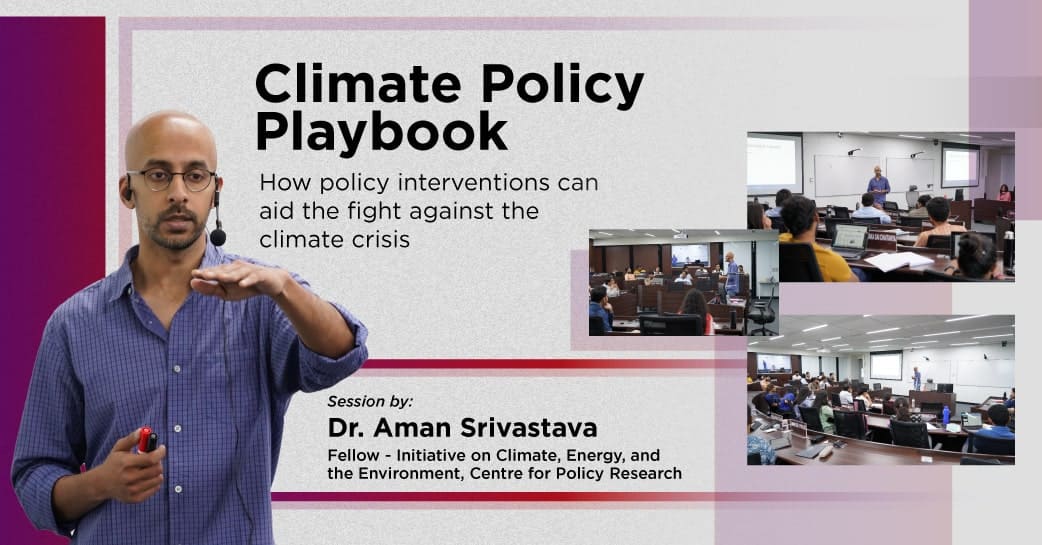 Climate Policy
Playbook
How policy interventions can
aid the fight against the
climate crisis
Session by:
Dr. Aman Srivastava
Fellow - Initiative on Climate, Energy, and
the Environment, Centre for Policy Research